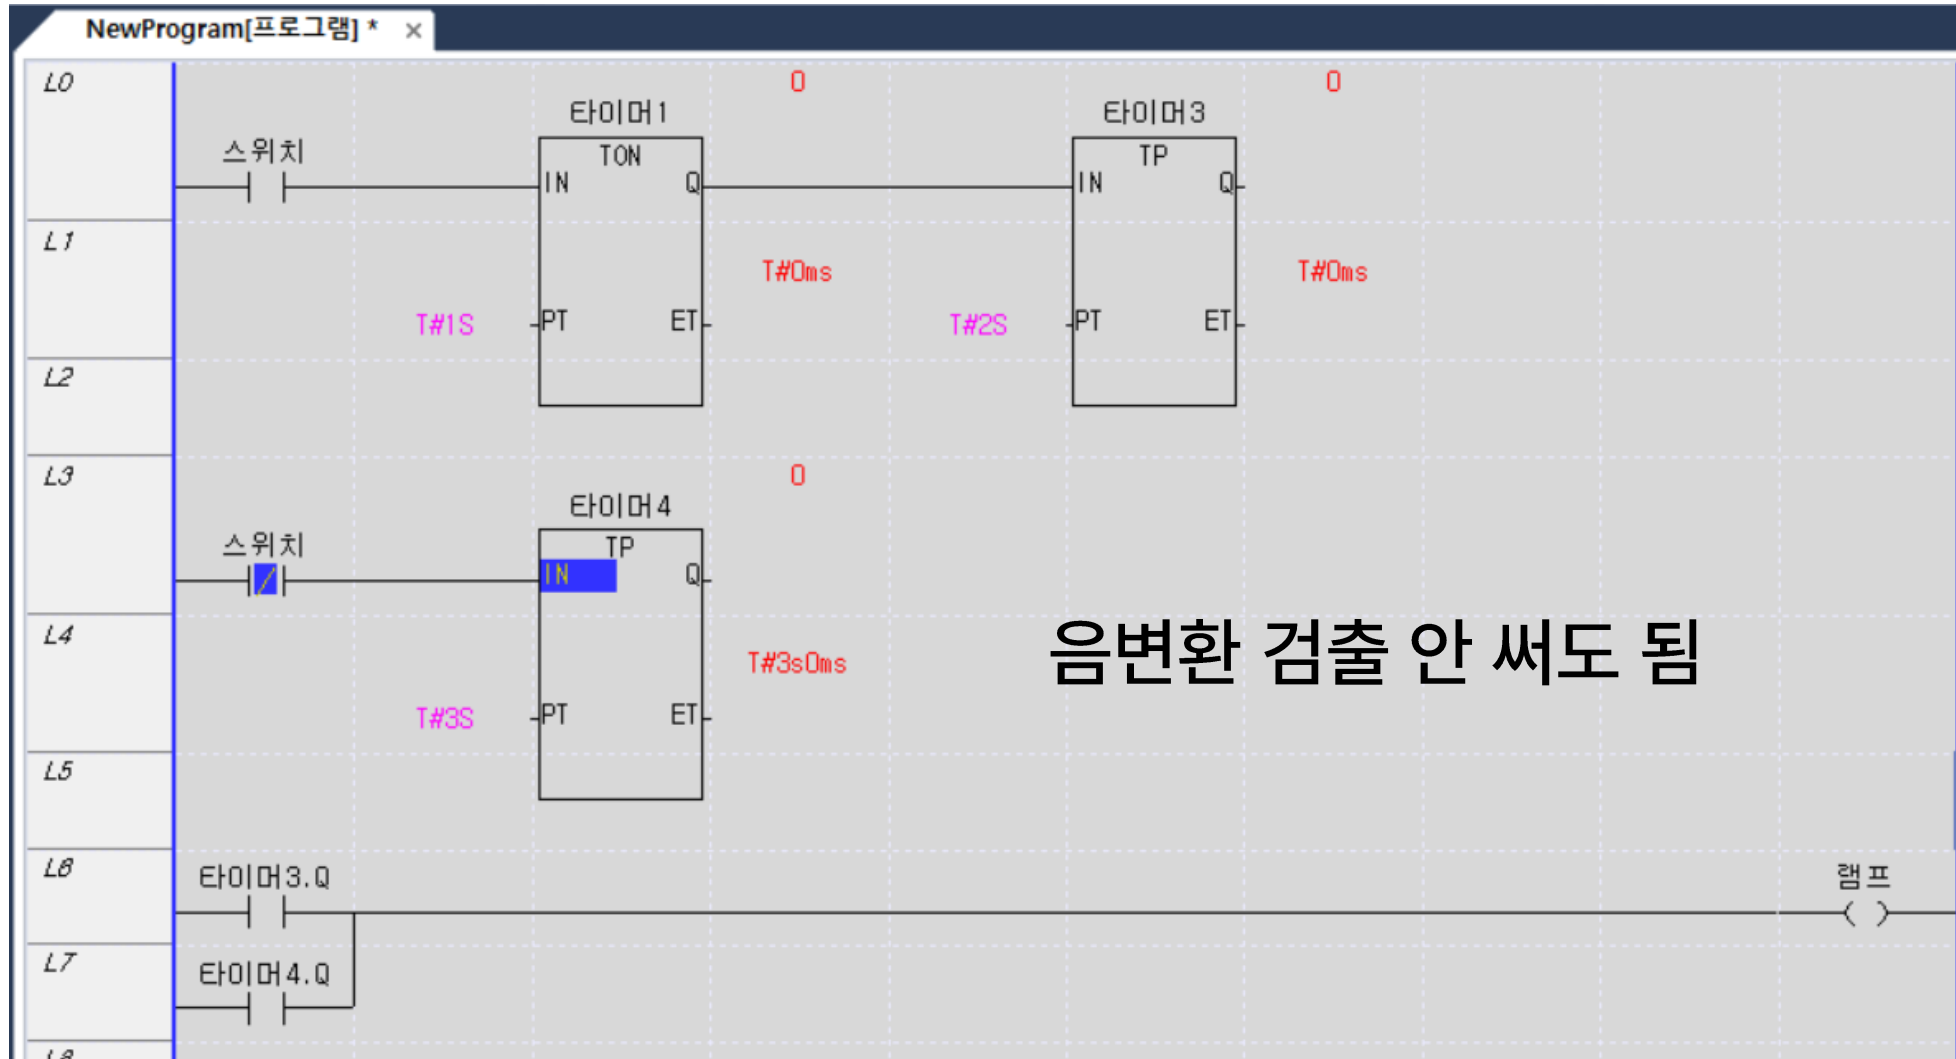 NewProgram[프로그램] * ×
L0
0 0
타이머1 타이머3
스위치
TON TP
IN Q IN Q
L1
T#0ms T#0ms
T#1S PT ET T#2S PT ET
L2
L3
0
타이머4
스위치
TP
IN Q
L4
음변환 검출 안 써도 됨
T#3s0ms
T#3S PT ET
L5
L6
타이머3.Q 램프
L7
타이머4.Q